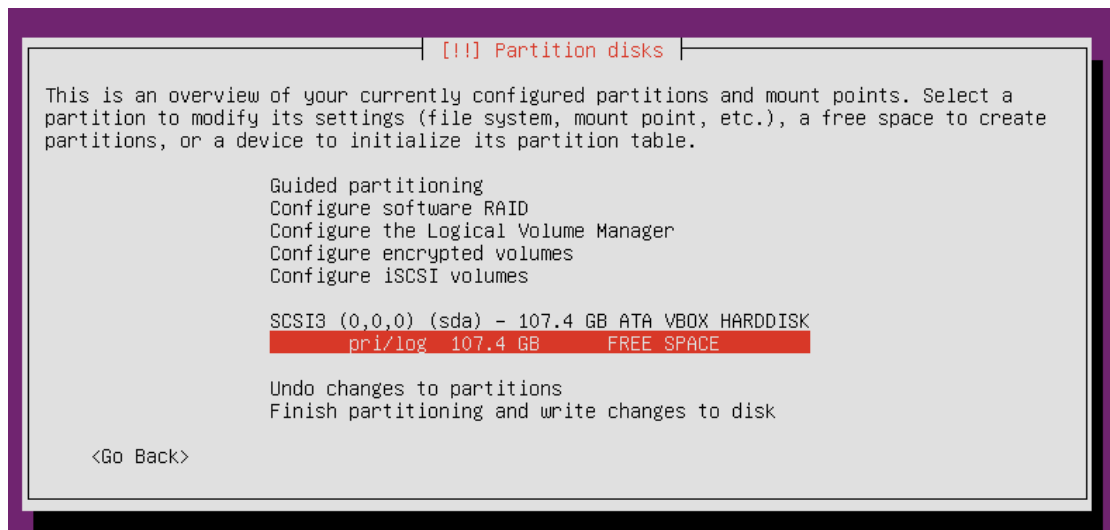 [!!] Partition disks
This is an overview of your currently configured partitions and mount points. Select a
partition to modify its settings (file system, mount point, etc.), a free space to create
partitions, or a device to initialize its partition table.
Guided partitioning
Configure software RAID
Configure the Logical Volume Manager
Configure encrypted volumes
Configure iSCSI volumes
SCSI3 (0,0,0) (sda) - 107.4 GB ATA VBOX HARDDISK
pri/log 107.4 GB FREE SPACE
Undo changes to partitions
Finish partitioning and write changes to disk
<Go Back>